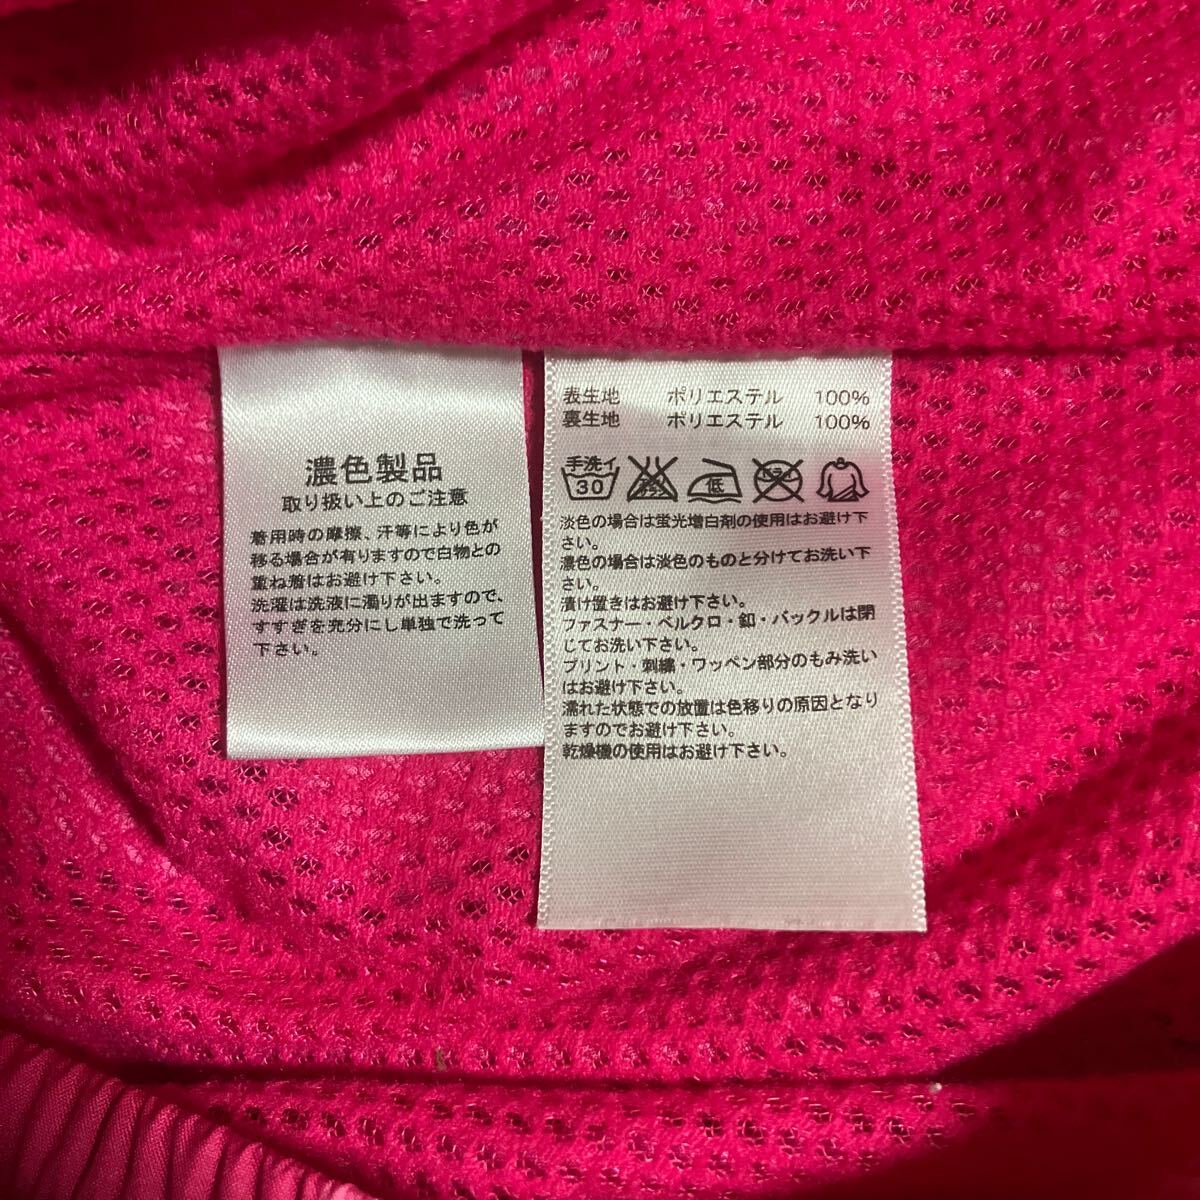 濃色製品
取り扱い上のご注意
着用時の摩擦、汗等により色が
移る場合が有りますので白物との
重ね着はお避け下さい。
洗濯は洗液に濁りが出ますので、
すすぎを充分にし単独で洗って
下さい。
表生地 ポリエステル 100%
裏生地 ポリエステル 100%
手洗イ
30
低
淡色の場合は蛍光増白剤の使用はお避け下
さい。
濃色の場合は淡色のものと分けてお洗い下
さい。
漬け置きはお避け下さい。
ファスナー・ベルクロ・釦・バックルは閉
じてお洗い下さい。
プリント・刺繍・ワッペン部分のもみ洗い
はお避け下さい。
濡れた状態での放置は色移りの原因となり
ますのでお避け下さい。
乾燥機の使用はお避け下さい。